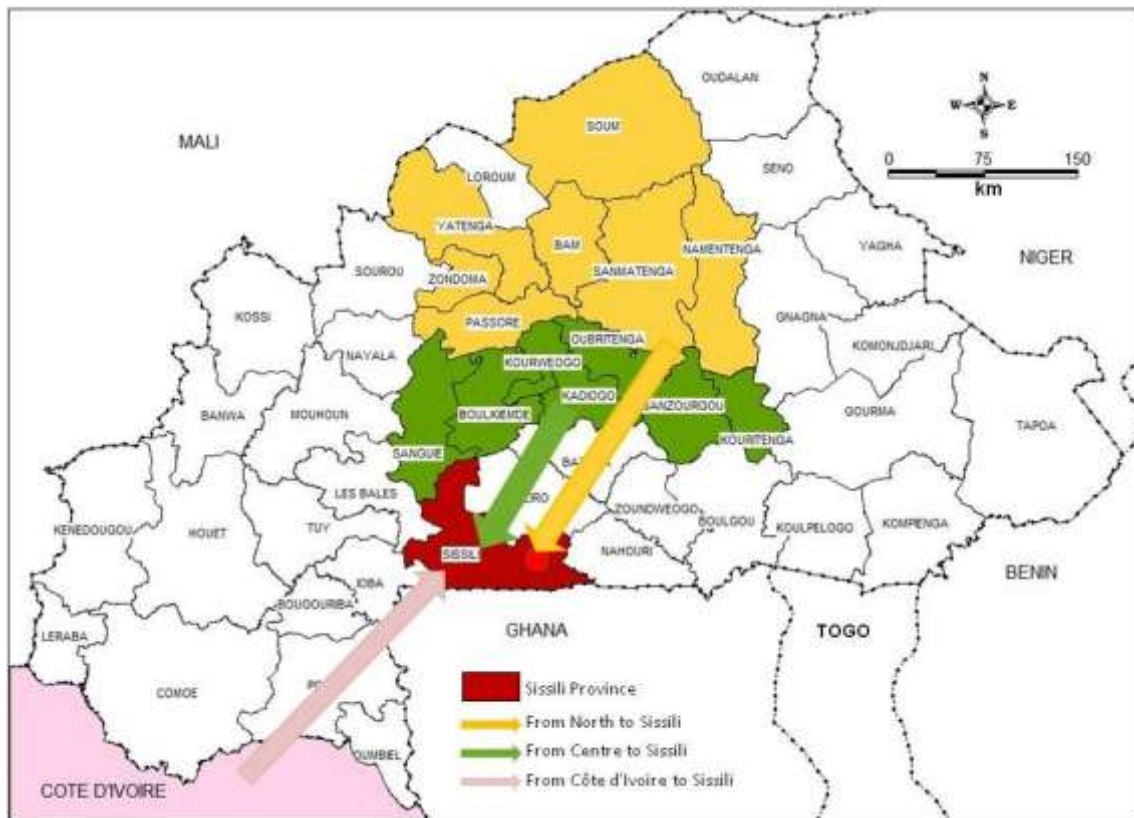 OUDALAN
N
W E
S
SOUM
MALI
0 75 150
km
LOROUM
SENO
YATENGA
BAM
NAMENTENGA
YAGHA
SOUROU
ZONDOMA
SANMATENGA
NIGER
KOSSI
PASSORE
GNAGNA
OUBRITENGA
KOMONDJARI
NAYALA
KOURWEOGO
KADIOGO
BANWA
MOUHOUN
BOULKIEMDE
GANZOURGOU
GOURMA
TAPOA
KOURITENGA
SANGUIE
LES BALES
ZOUNDWEOGO
BOULGOU
KOULPELOGO
KOMPENGA
KENEDOUGOU
HOUET
TUY
SISSILI
NAHOURI
BENIN
IOBA
BOUGOURIBA
LERABA
GHANA
TOGO
COMOE
Sissili Province
From North to Sissili
From Centre to Sissili
From Côte d'Ivoire to Sissili
OUMBIEL
COTE D'IVOIRE